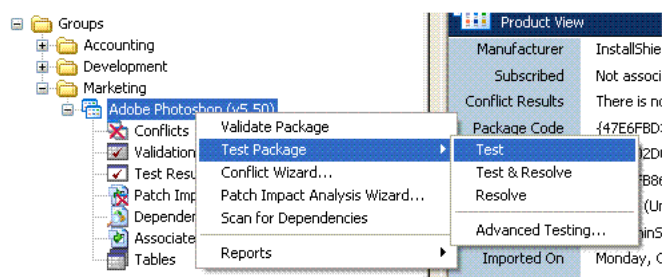 Groups
Accounting
Development
Marketing
Adobe Photoshop (v5.50)
Conflicts
Validation
Test Resu
Patch Imp
Depender
Associate
Tables
Validate Package
Test Package
Conflict Wizard...
Patch Impact Analysis Wizard...
Scan for Dependencies
Reports
Test
Test & Resolve
Resolve
Advanced Testing...
Product View
Manufacturer InstallShie
Subscribed Not associ
Conflict Results There is no
Package Code {47E6FBD
(Ur
Imported On Monday, O